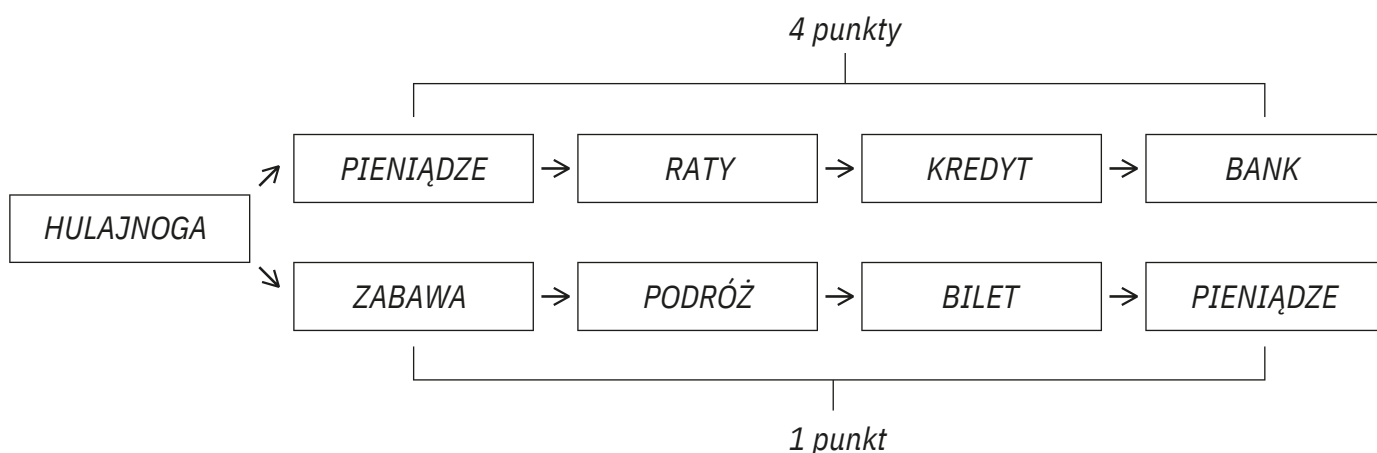 4 punkty
PIENIĄDZE RATY KREDYT BANK
HULAJNOGA
ZABAWA PODRÓŻ BILET PIENIĄDZE
1 punkt